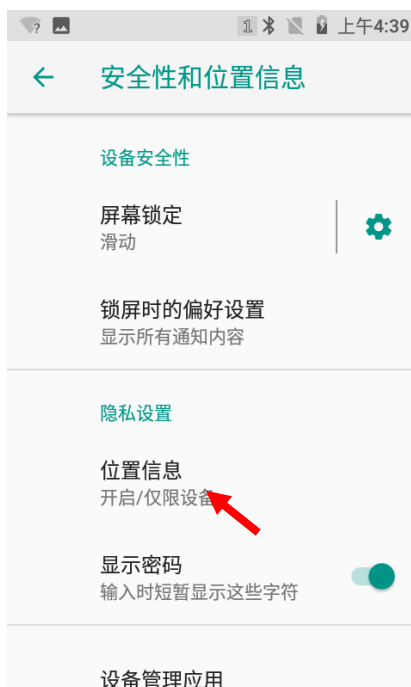 上午4:39
安全性和位置信息
设备安全性
屏幕锁定
滑动
锁屏时的偏好设置
显示所有通知内容
隐私设置
位置信息
开启/仅限设备
显示密码
输入时短暂显示这些字符
设备管理应用